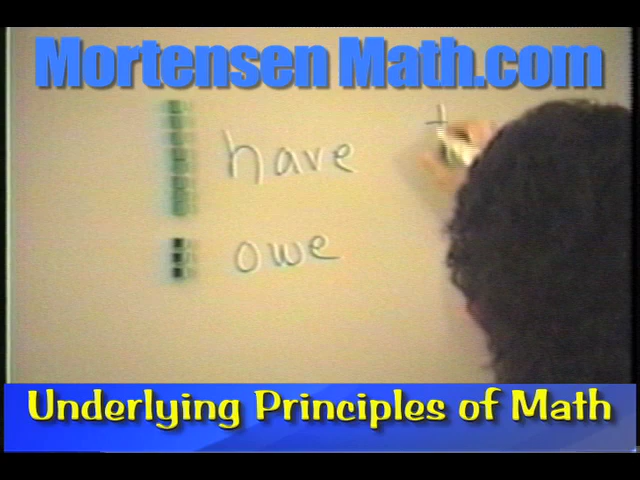 Mortensen Math.com
have +
owe
Underlying Principles of Math